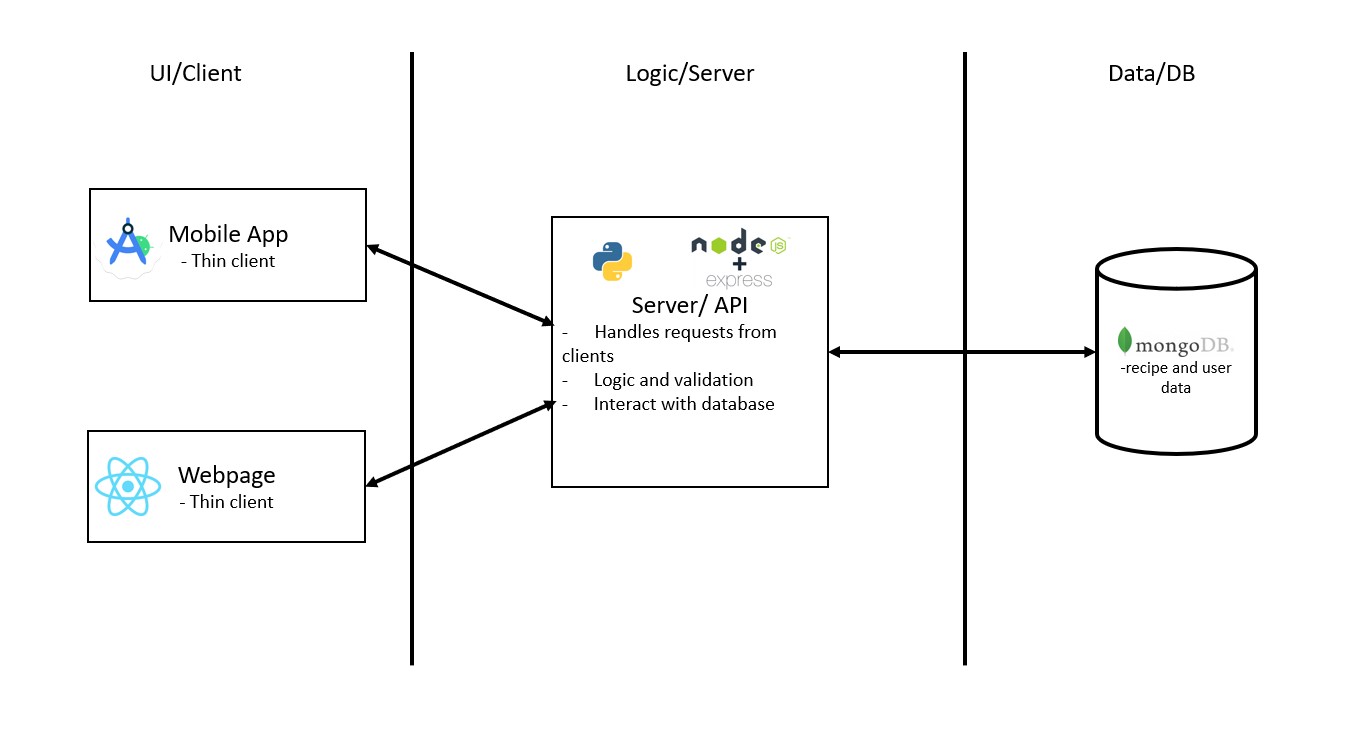 UI/Client
Logic/Server
Data/DB
Mobile App
- Thin client
Webpage
- Thin client
node JS
+
express
Server/ API
- Handles requests from
clients
- Logic and validation
- Interact with database
mongoDB.
-recipe and user
data